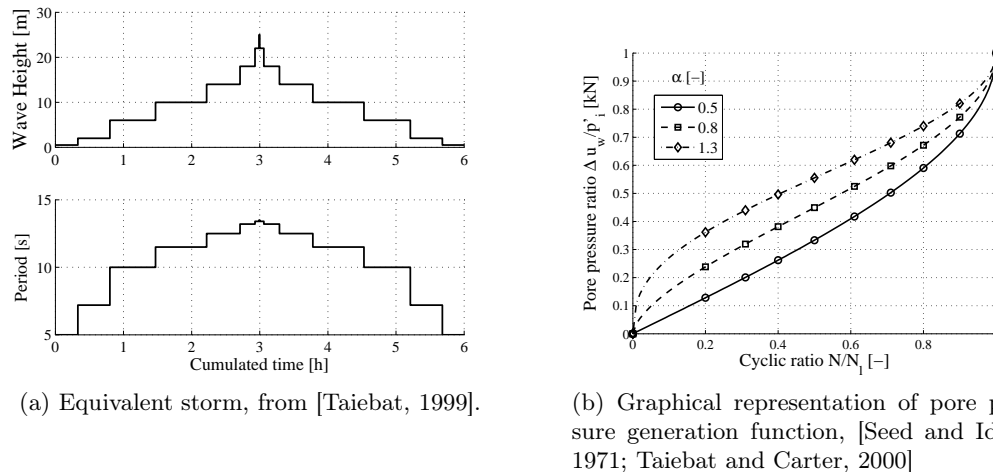 30
20
10
0
Wave Height [m]
0 1 2 3 4 5 6
15
10
5
Period [s]
0 1 2 3 4 5 6
Cumulated time [h]
(a) Equivalent storm, from [Taiebat, 1999].
1
0.9
0.8
0.7
0.6
0.5
0.4
0.3
0.2
0.1
0
Pore pressure ratio Δ u_w/p'_i [kN]
α [−]
0.5
0.8
1.3
0 0.2 0.4 0.6 0.8
Cyclic ratio N/N_l [−]
(b) Graphical representation of pore p
sure generation function, [Seed and Id
1971; Taiebat and Carter, 2000]